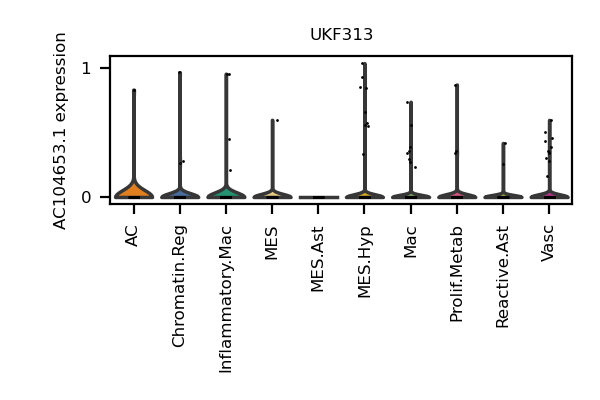 UKF313
AC104653.1 expression
1
0
AC
Chromatin.Reg
Inflammatory.Mac
MES
MES.Ast
MES.Hyp
Mac
Prolif.Metab
Reactive.Ast
Vasc